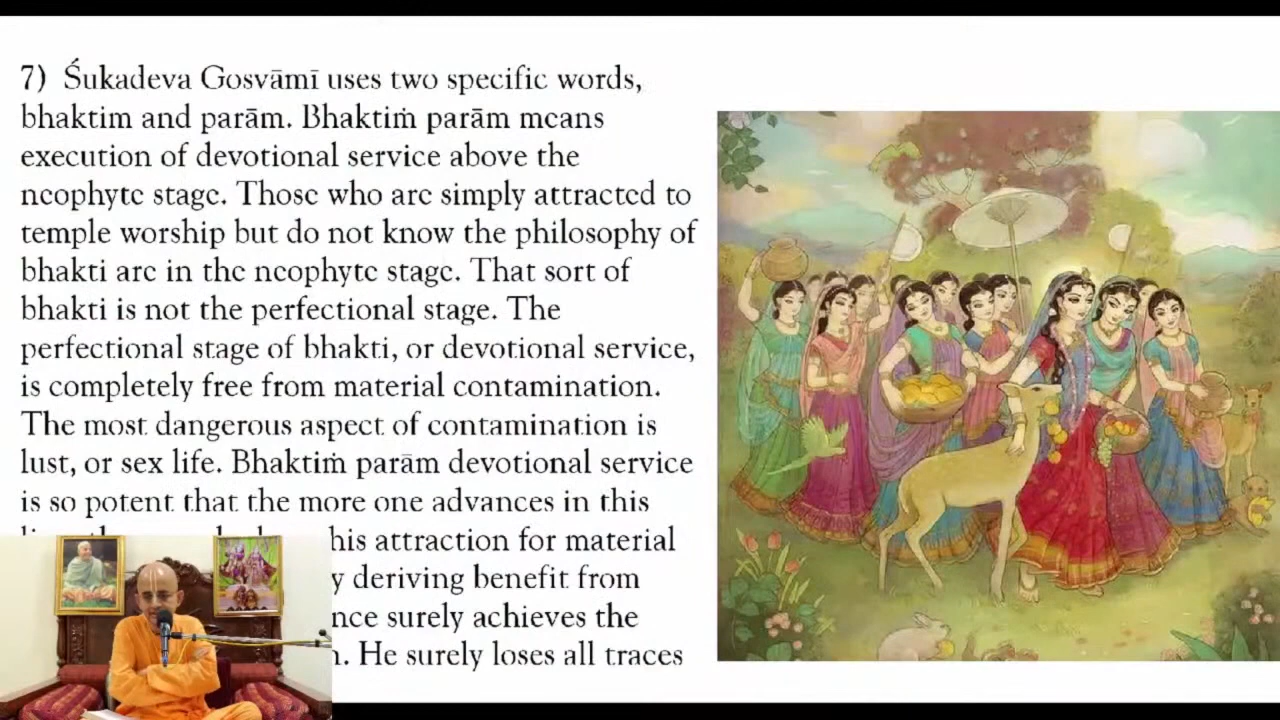 7) Śukadeva Gosvāmī uses two specific words,
bhaktim and parām. Bhaktiṁ parām means
execution of devotional service above the
neophyte stage. Those who are simply attracted to
temple worship but do not know the philosophy of
bhakti are in the neophyte stage. That sort of
bhakti is not the perfectional stage. The
perfectional stage of bhakti, or devotional service,
is completely free from material contamination.
The most dangerous aspect of contamination is
lust, or sex life. Bhaktiṁ parām devotional service
is so potent that the more one advances in this
his attraction for material
y deriving benefit from
nce surely achieves the
. He surely loses all traces